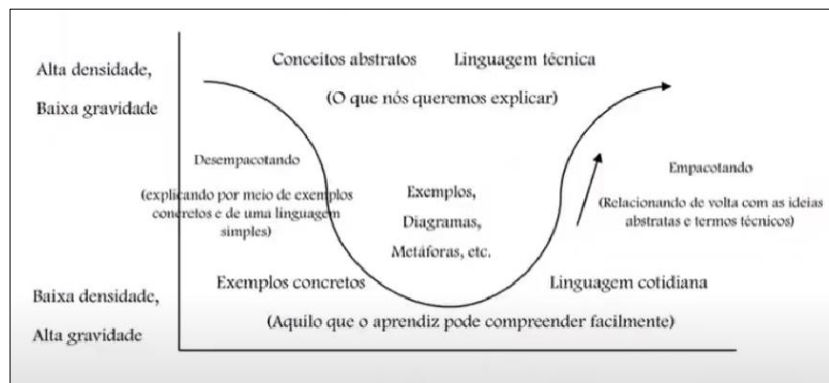 Alta densidade,
Baixa gravidade
Conceitos abstratos
Linguagem técnica
(O que nós queremos explicar)
Desempacotando
(explicando por meio de exemplos
concretos e de uma linguagem
simples)
Exemplos,
Diagramas,
Metáforas, etc.
Empacotando
(Relacionando de volta com as ideias
abstratas e termos técnicos)
Baixa densidade,
Alta gravidade
Exemplos concretos
Linguagem cotidiana
(Aquilo que o aprendiz pode compreender facilmente)